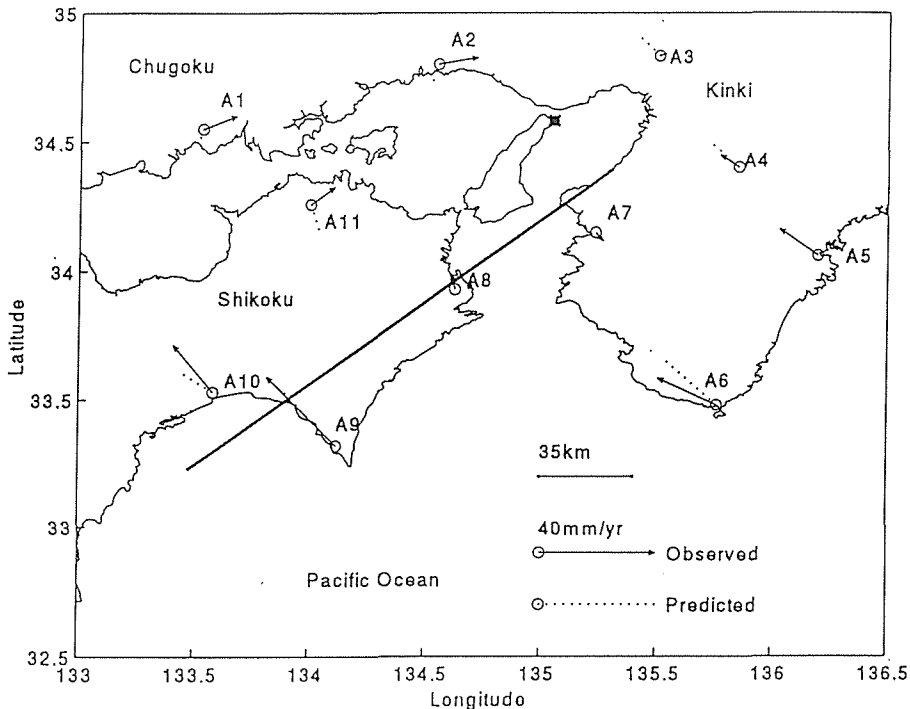 35
A2
Chugoku
A3
A1
Kinki
34.5
A4
A11
A7
A5
34
A8
Shikoku
Latitude
A10
A6
33.5
A9
35km
33
40mm/yr
Observed
Pacific Ocean
Predicted
32.5
133 133.5 134 134.5 135 135.5 136 136.5
Longitudo